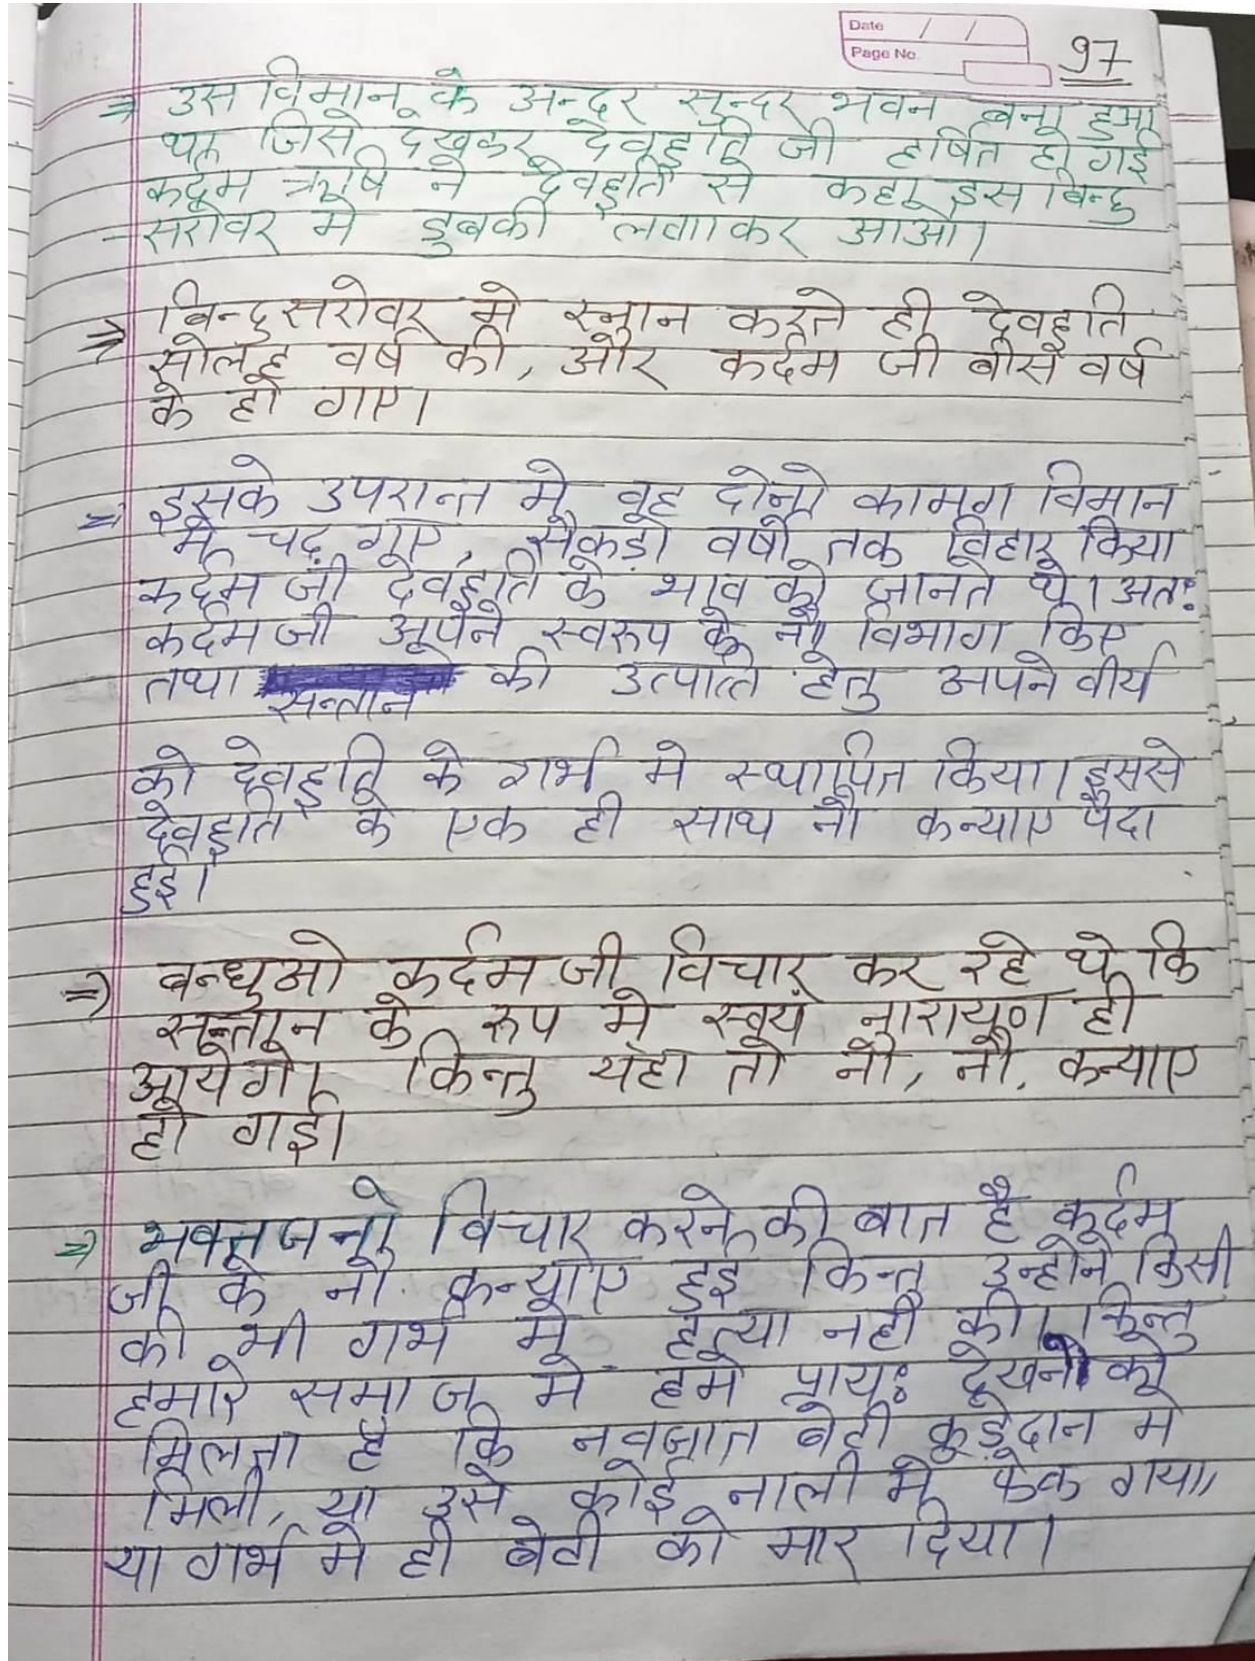 Date / /
Page No.
97
⇒ उस विमान के अन्दर सुन्दर भवन बना हुआ
था जिसे देखकर देवहूति जी हर्षित हो गई
कर्दम ऋषि ने देवहूति से कहा इस बिन्दु
सरोवर मे डुबकी लगाकर आओ।
⇒ बिन्दुसरोवर मे स्नान करते ही देवहूति
सोलह वर्ष की, और कर्दम जी बीस वर्ष
के हो गए।
⇒ इसके उपरान्त मे वह दोनो कामग विमान
मे चढ़ गए, सैकड़ो वर्षो तक विहार किया
कर्दम जी देवहूति के भाव को जानते थे। अतः
कर्दम जी अपने स्वरुप के नौ विभाग किए
तथा सन्तान की उत्पत्ति हेतु अपने वीर्य
को देवहूति के गर्भ मे स्थापित किया। इससे
देवहूति के एक ही साथ नौ कन्याए पैदा
हुई।
⇒ बन्धुओ कर्दम जी विचार कर रहे थे कि
सन्तान के रुप मे स्वयं नारायण ही
आयेगे। किन्तु यहा तो नौ, नौ, कन्याए
हो गई।
⇒ भक्तजनो विचार करने की बात है कर्दम
जी के नौ कन्याए हुई किन्तु उन्होने किसी
की भी गर्भ मे हत्या नही की। किन्तु
हमारे समाज मे हमे प्रायः देखने को
मिलता है कि नवजात बेटी कूड़ेदान मे
मिली, या उसे कोई नाली मे फेक गया,
या गर्भ मे ही बेटी को मार दिया।